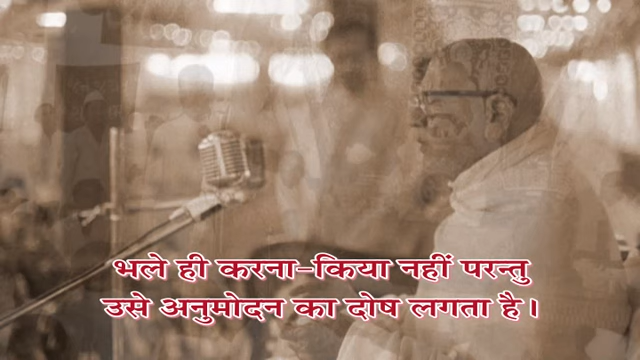 भले ही करना-किया नहीं परन्तु
उसे अनुमोदन का दोष लगता है।